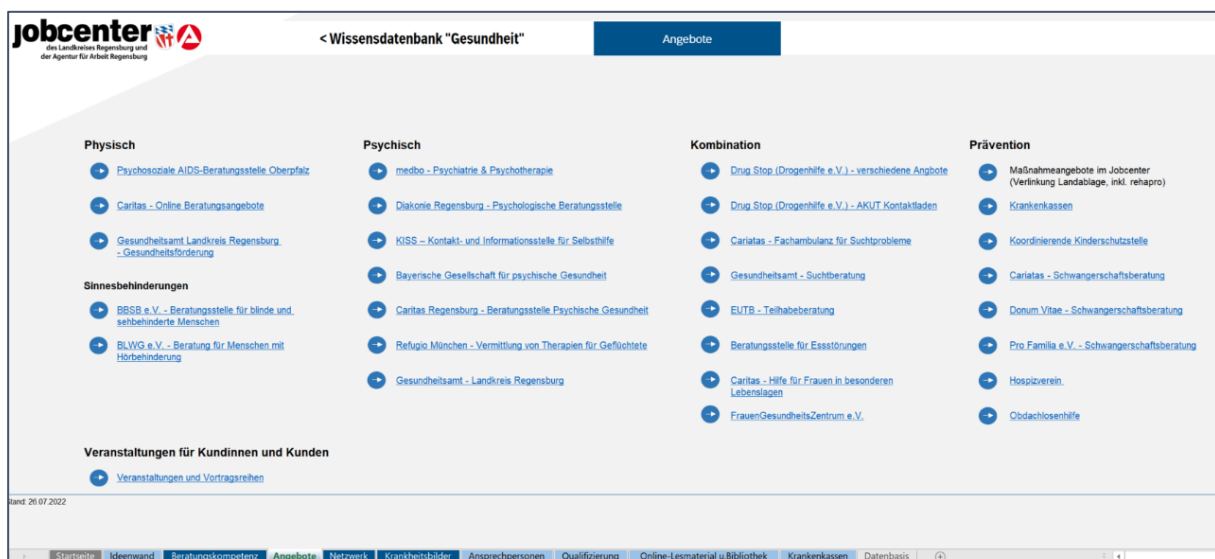 jobcenter
des Landkreises Regensburg und
der Agentur für Arbeit Regensburg
< Wissensdatenbank "Gesundheit"
Angebote
Physisch
Psychosoziale AIDS-Beratungsstelle Oberpfalz
Caritas - Online Beratungsangebote
Gesundheitsamt Landkreis Regensburg
- Gesundheitsförderung
Sinnesbehinderungen
BBSB e.V. - Beratungsstelle für blinde und
sehbehinderte Menschen
BLWG e.V. - Beratung für Menschen mit
Hörbehinderung
Psychisch
medbo - Psychiatrie & Psychotherapie
Diakonie Regensburg - Psychologische Beratungsstelle
KISS – Kontakt- und Informationsstelle für Selbsthilfe
Bayerische Gesellschaft für psychische Gesundheit
Caritas Regensburg - Beratungsstelle Psychische Gesundheit
Refugio München - Vermittlung von Therapien für Geflüchtete
Gesundheitsamt - Landkreis Regensburg
Kombination
Drug Stop (Drogenhilfe e.V.) - verschiedene Angbote
Drug Stop (Drogenhilfe e.V.) - AKUT Kontaktladen
Cariatas - Fachambulanz für Suchtprobleme
Gesundheitsamt - Suchtberatung
EUTB - Teilhabeberatung
Beratungsstelle für Essstörungen
Caritas - Hilfe für Frauen in besonderen
Lebenslagen
FrauenGesundheitsZentrum e.V.
Prävention
Maßnahmeangebote im Jobcenter
(Verlinkung Landablage, inkl. rehapro)
Krankenkassen
Koordinierende Kinderschutzstelle
Cariatas - Schwangerschaftsberatung
Donum Vitae - Schwangerschaftsberatung
Pro Familia e.V. - Schwangerschaftsberatung
Hospizverein
Obdachlosenhilfe
Veranstaltungen für Kundinnen und Kunden
Veranstaltungen und Vortragsreihen
Stand: 26.07.2022
Startseite Ideenwand Beratungskompetenz Angebote Netzwerk Krankheitsbilder Ansprechpersonen Qualifizierung Online-Lesmaterial u.Bibliothek Krankenkassen Datenbasis